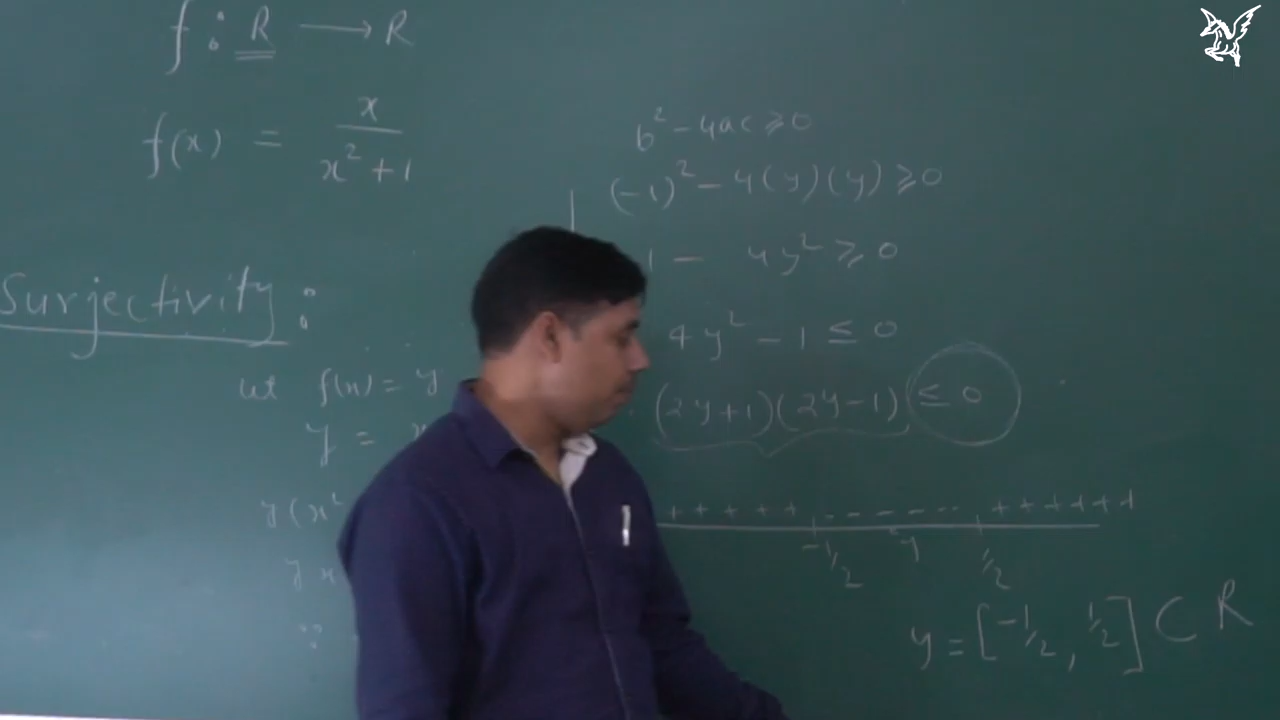 f : R ⟶ R
f(x) = x / x² + 1
Surjectivity :
let f(x) = y
y =
y(x²
y x
∵
b² - 4ac ⩾ 0
(-1)² - 4(y)(y) ⩾ 0
1 - 4y² ⩾ 0
4y² - 1 ≤ 0
(2y+1)(2y-1) ≤ 0
+ + + + + - - - - - - - + + + + + +
-1/2 y 1/2
y = [-1/2, 1/2] ⊂ R